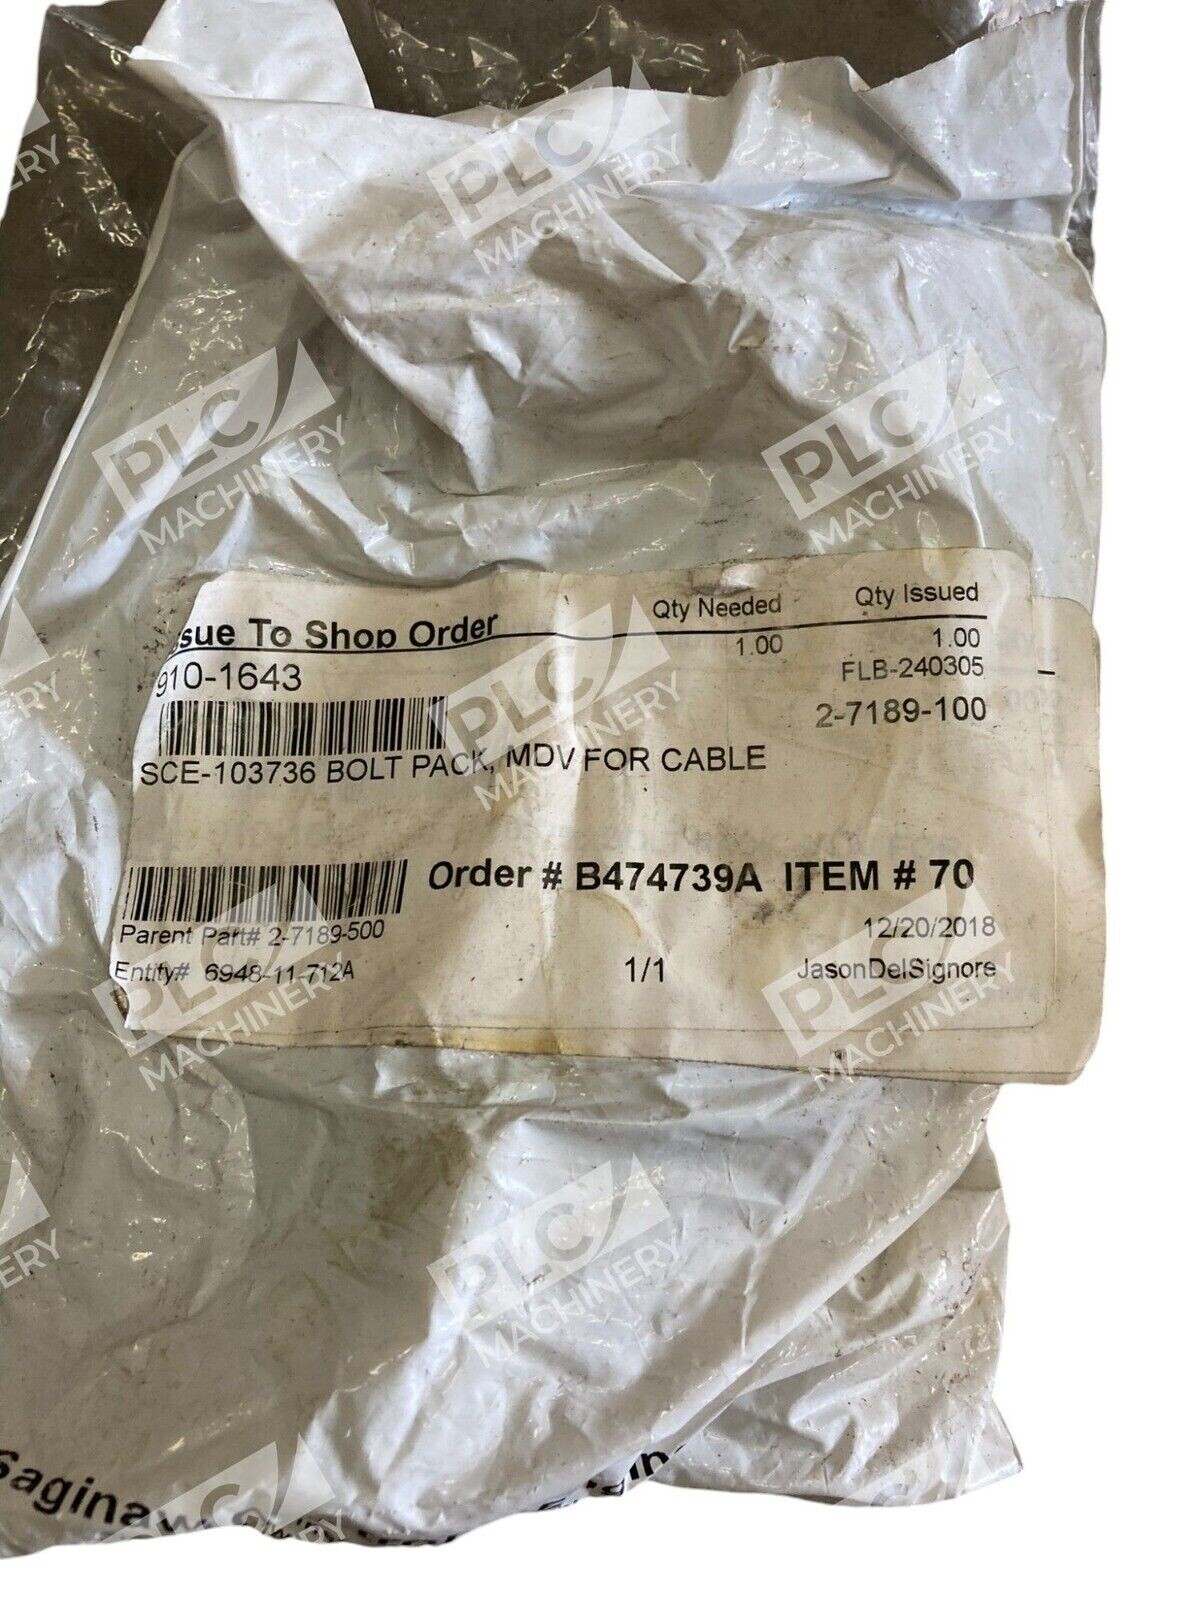 PLC
MACHINERY
ssue To Shop Order Qty Needed Qty Issued
1.00 1.00
910-1643 FLB-240305
2-7189-100
SCE-103736 BOLT PACK, MDV FOR CABLE
Order # B474739A ITEM # 70
Parent Part# 2-7189-500 12/20/2018
Entity# 6948-11-712A 1/1 JasonDelSignore
Saginaw